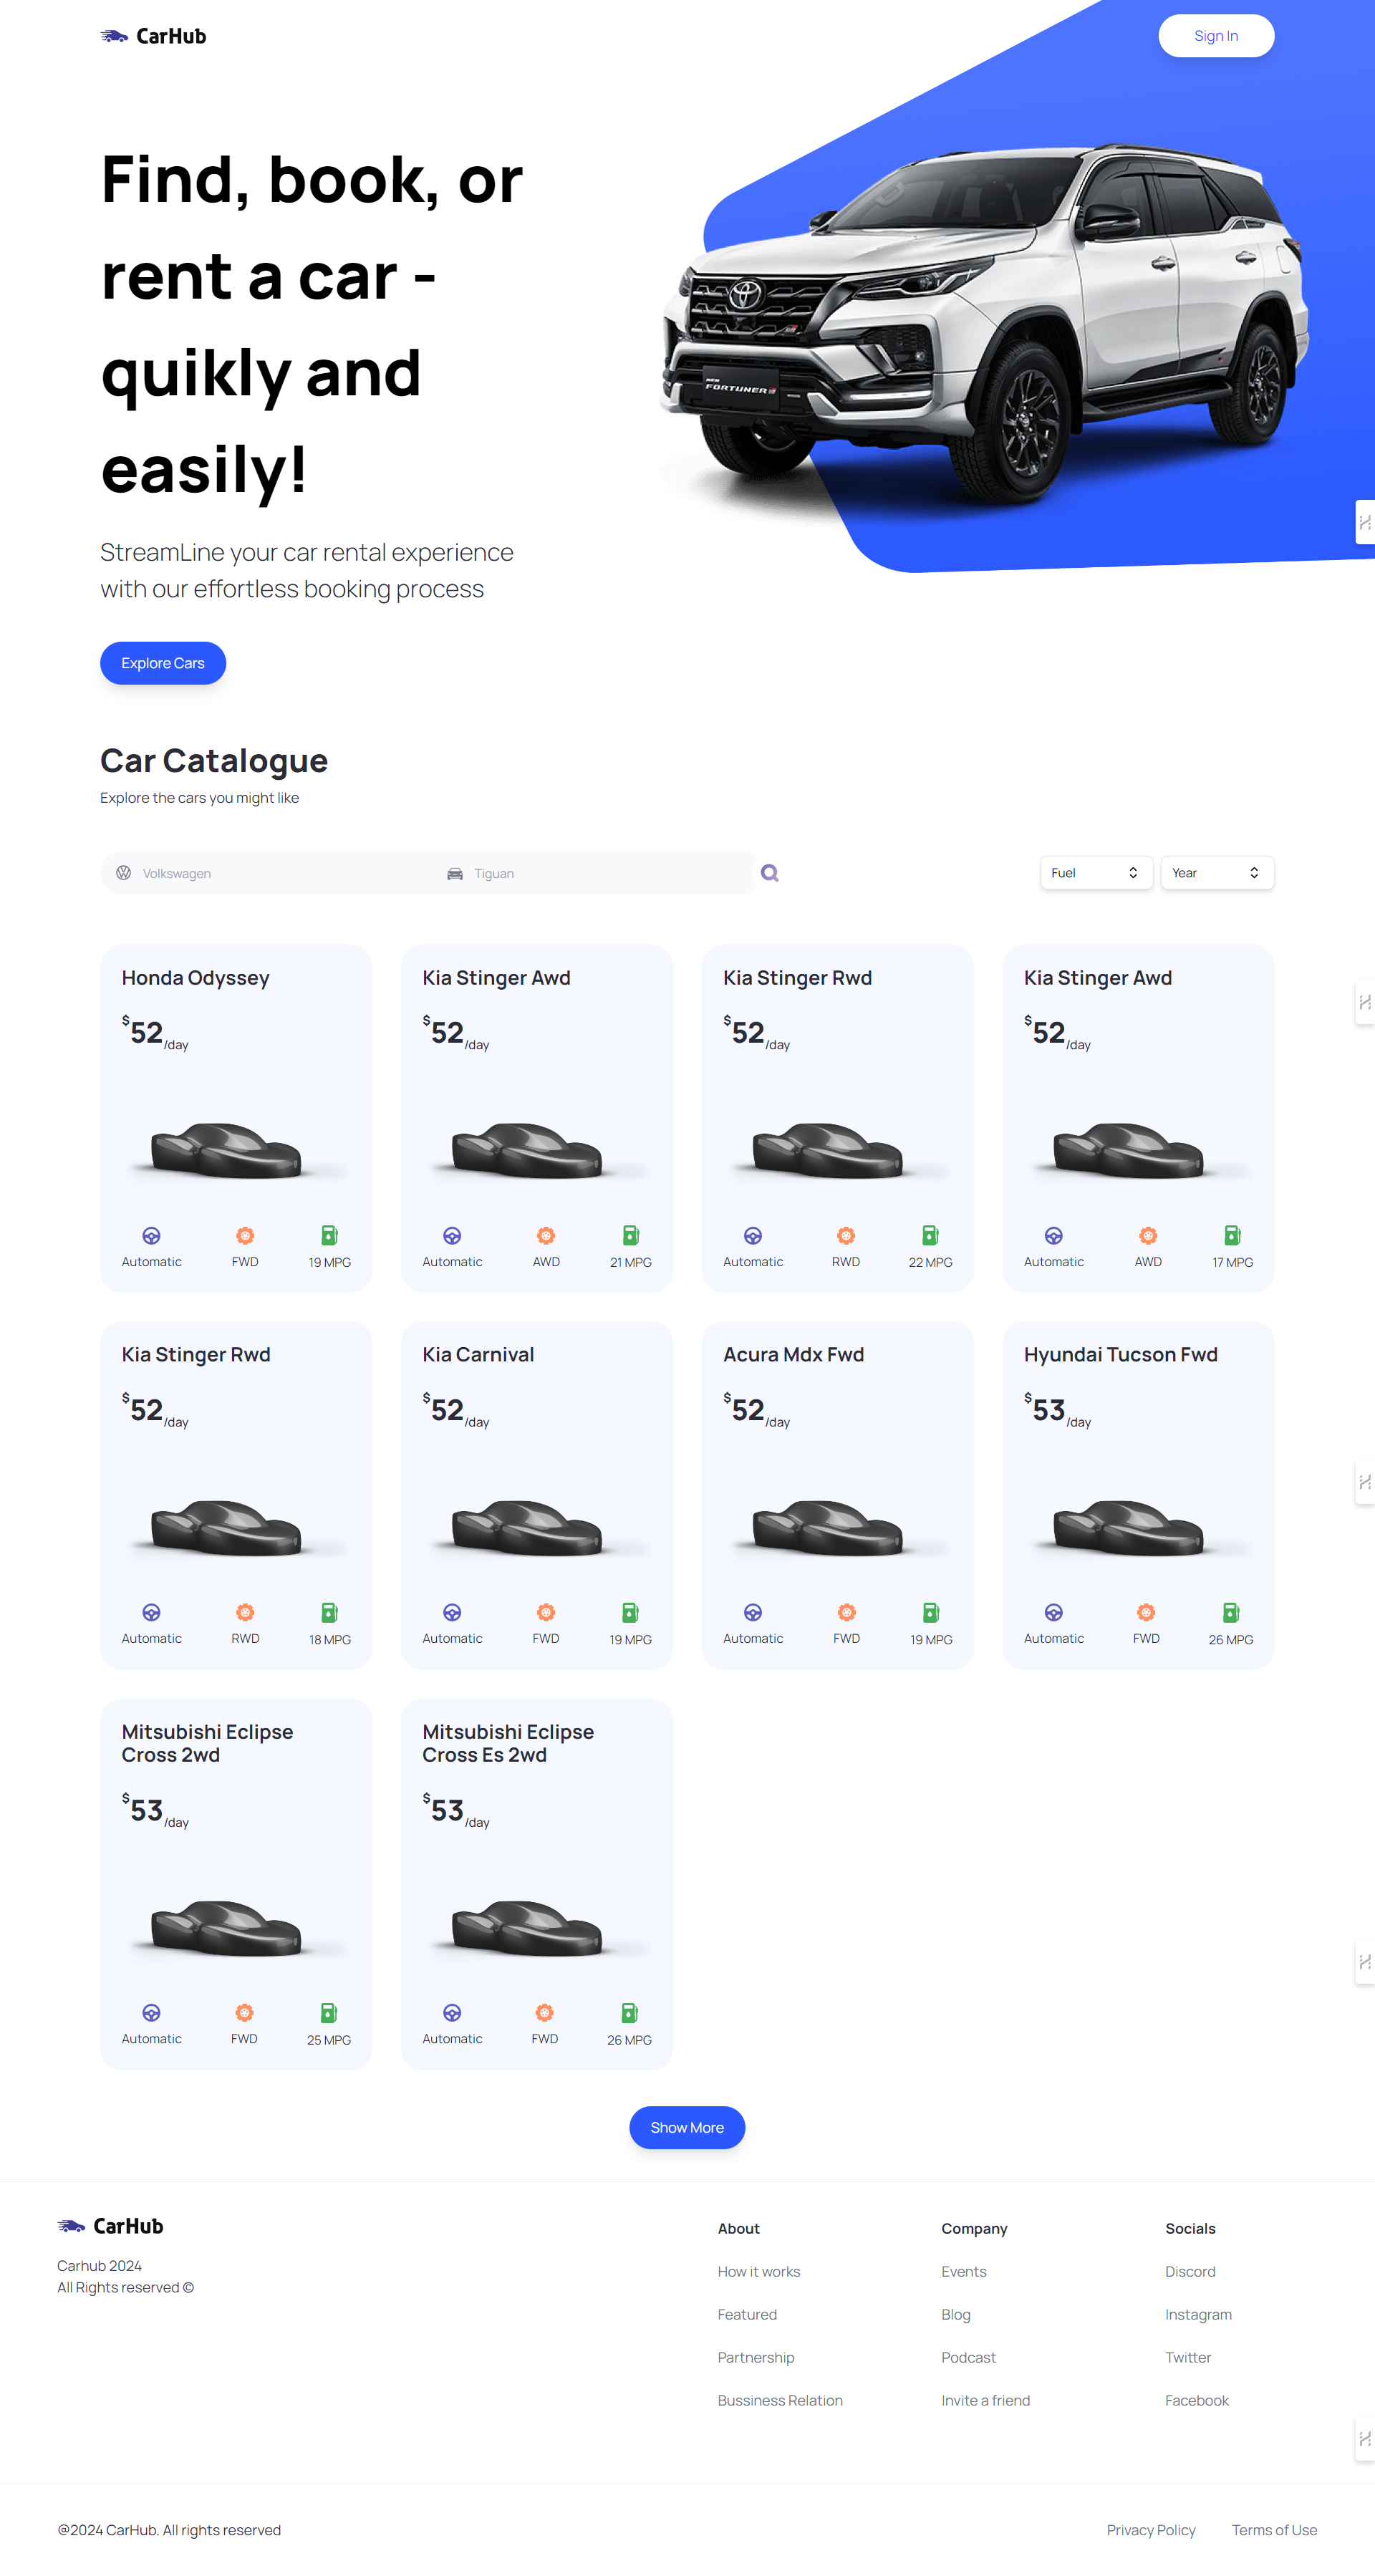 CarHub
Sign In
Find, book, or
rent a car -
quikly and
easily!
NEW
FORTUNER
StreamLine your car rental experience
with our effortless booking process
Explore Cars
Car Catalogue
Explore the cars you might like
Volkswagen
Tiguan
Fuel
Year
Honda Odyssey
$52/day
Automatic
FWD
19 MPG
Kia Stinger Awd
$52/day
Automatic
AWD
21 MPG
Kia Stinger Rwd
$52/day
Automatic
RWD
22 MPG
Kia Stinger Awd
$52/day
Automatic
AWD
17 MPG
Kia Stinger Rwd
$52/day
Automatic
RWD
18 MPG
Kia Carnival
$52/day
Automatic
FWD
19 MPG
Acura Mdx Fwd
$52/day
Automatic
FWD
19 MPG
Hyundai Tucson Fwd
$53/day
Automatic
FWD
26 MPG
Mitsubishi Eclipse
Cross 2wd
$53/day
Automatic
FWD
25 MPG
Mitsubishi Eclipse
Cross Es 2wd
$53/day
Automatic
FWD
26 MPG
Show More
CarHub
Carhub 2024
All Rights reserved ©
About
How it works
Featured
Partnership
Bussiness Relation
Company
Events
Blog
Podcast
Invite a friend
Socials
Discord
Instagram
Twitter
Facebook
@2024 CarHub. All rights reserved
Privacy Policy
Terms of Use